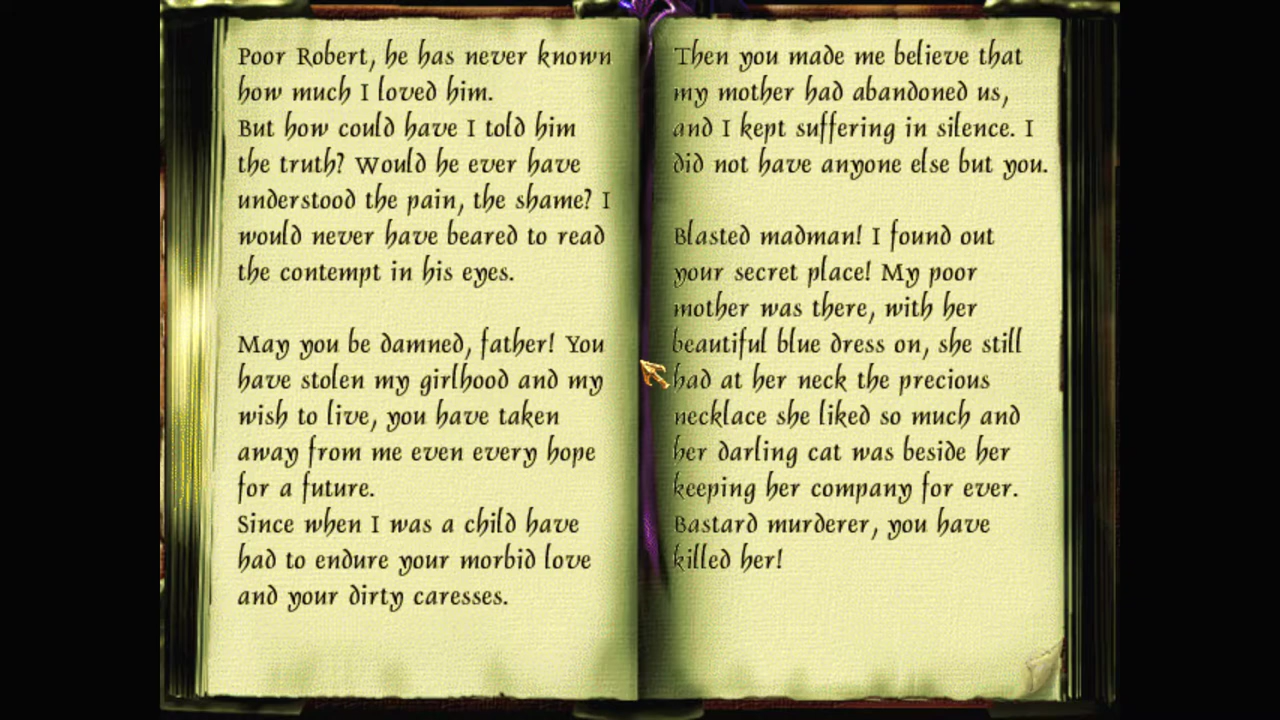 Poor Robert, he has never known
how much I loved him.
But how could have I told him
the truth? Would he ever have
understood the pain, the shame? I
would never have beared to read
the contempt in his eyes.
May you be damned, father! You
have stolen my girlhood and my
wish to live, you have taken
away from me even every hope
for a future.
Since when I was a child have
had to endure your morbid love
and your dirty caresses.
Then you made me believe that
my mother had abandoned us,
and I kept suffering in silence. I
did not have anyone else but you.
Blasted madman! I found out
your secret place! My poor
mother was there, with her
beautiful blue dress on, she still
had at her neck the precious
necklace she liked so much and
her darling cat was beside her
keeping her company for ever.
Bastard murderer, you have
killed her!